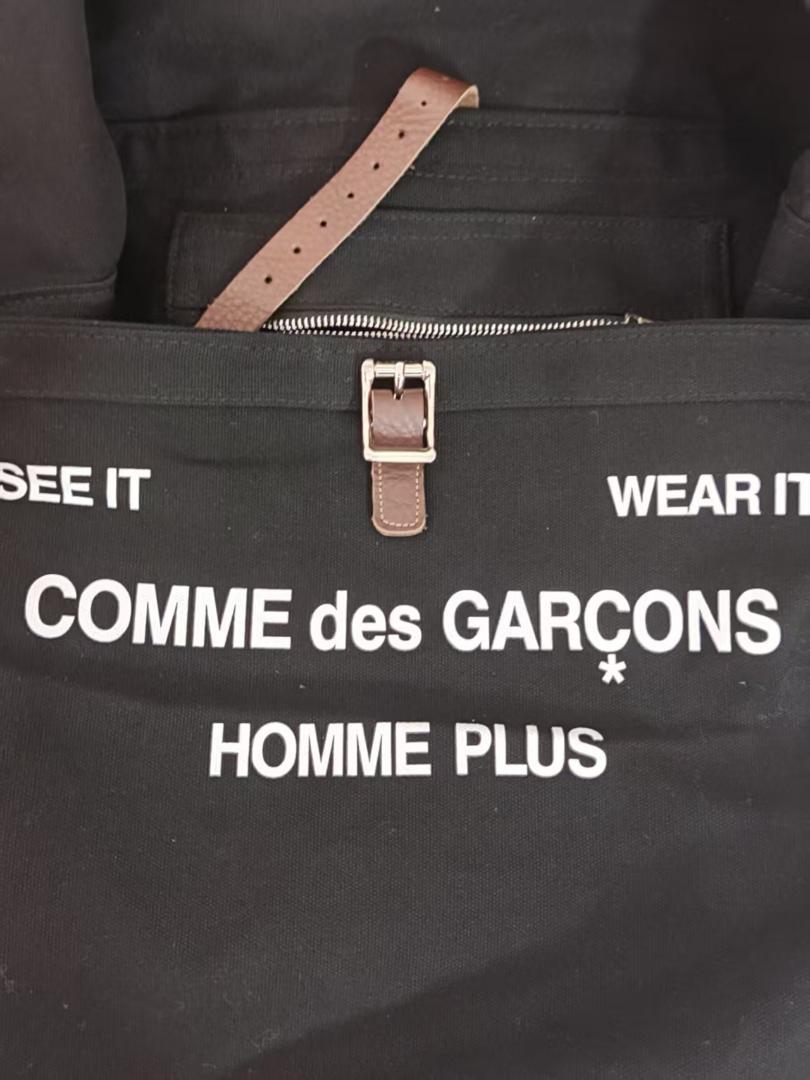 SEE IT WEAR IT
COMME des GARÇONS
*
HOMME PLUS